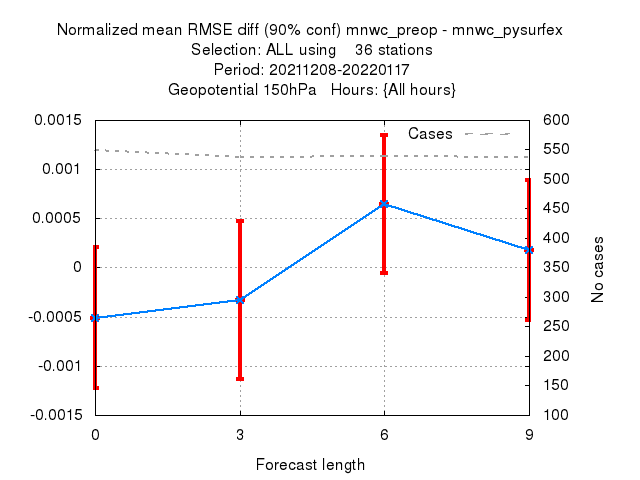 Normalized mean RMSE diff (90% conf) mnwc_preop - mnwc_pysurfex
Selection: ALL using    36 stations
Period: 20211208-20220117
Geopotential 150hPa   Hours: {All hours}
Cases
0.0015
0.001
0.0005
0
-0.0005
-0.001
-0.0015
600
550
500
450
400
350
300
250
200
150
100
No cases
0 3 6 9
Forecast length